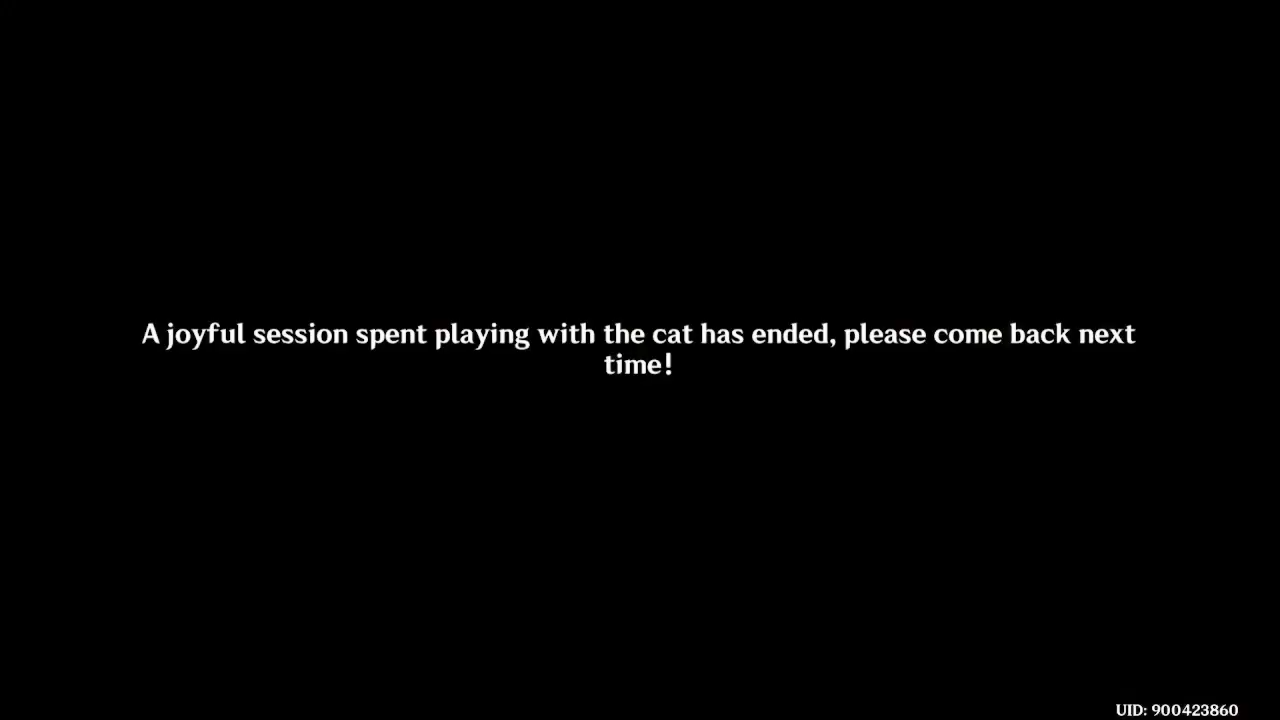 A joyful session spent playing with the cat has ended, please come back next
time!
UID: 900423860